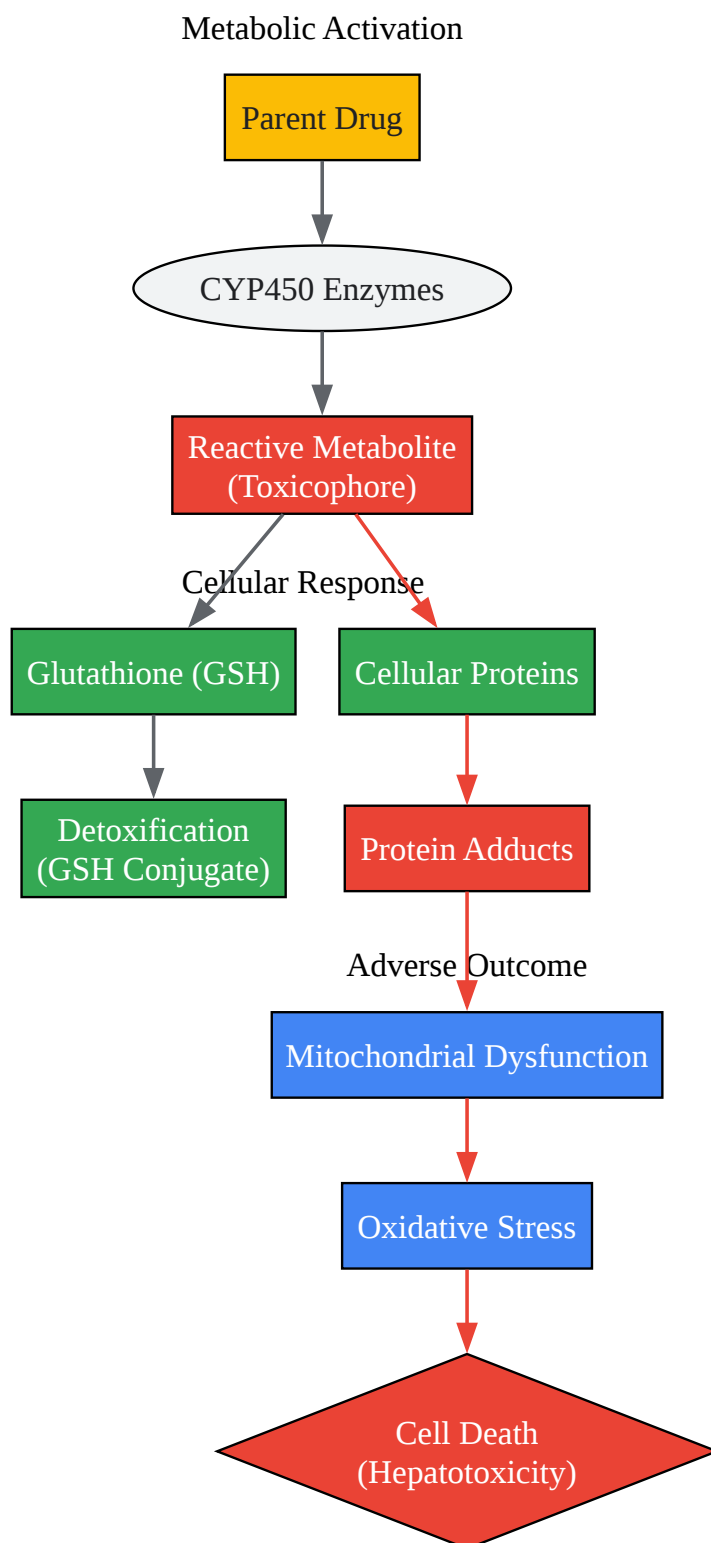 Metabolic Activation
Parent Drug
CYP450 Enzymes
Reactive Metabolite
(Toxicophore)
Cellular Response
Glutathione (GSH)
Cellular Proteins
Detoxification
(GSH Conjugate)
Protein Adducts
Adverse Outcome
Mitochondrial Dysfunction
Oxidative Stress
Cell Death
(Hepatotoxicity)